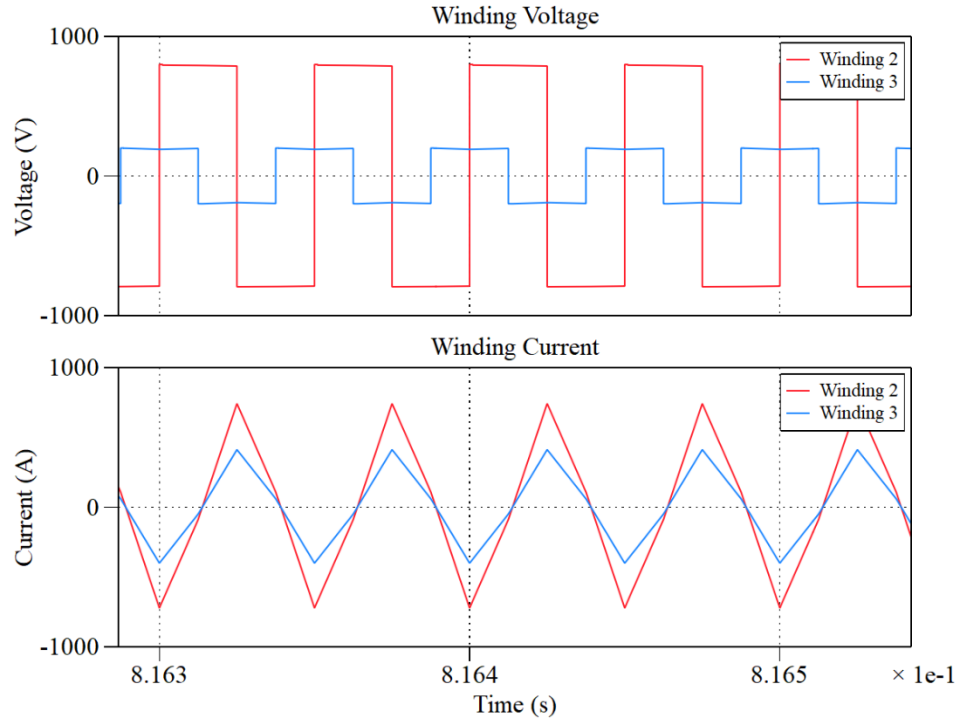 Winding Voltage
1000
Winding 2
Winding 3
Voltage (V)
0
-1000
Winding Current
1000
Winding 2
Winding 3
Current (A)
0
-1000
8.163 8.164 8.165 × 1e-1
Time (s)